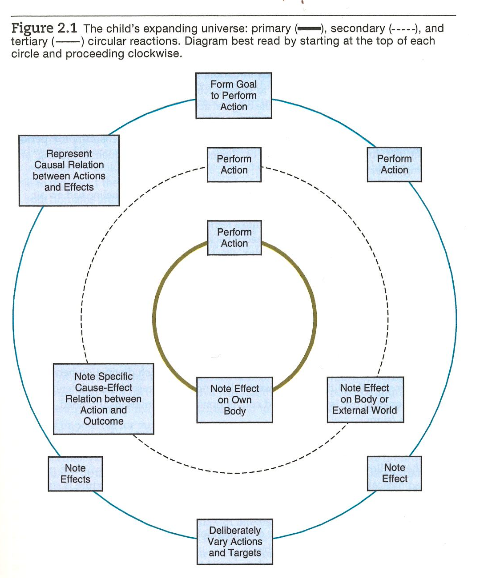 Figure 2.1 The child's expanding universe: primary (▬), secondary (-----), and
tertiary (——) circular reactions. Diagram best read by starting at the top of each
circle and proceeding clockwise.
Form Goal
to Perform
Action
Perform
Action
Note
Effect
Deliberately
Vary Actions
and Targets
Note
Effects
Represent
Causal Relation
between Actions
and Effects
Perform
Action
Note Effect
on Body or
External World
Note Specific
Cause-Effect
Relation between
Action and
Outcome
Perform
Action
Note Effect
on Own
Body